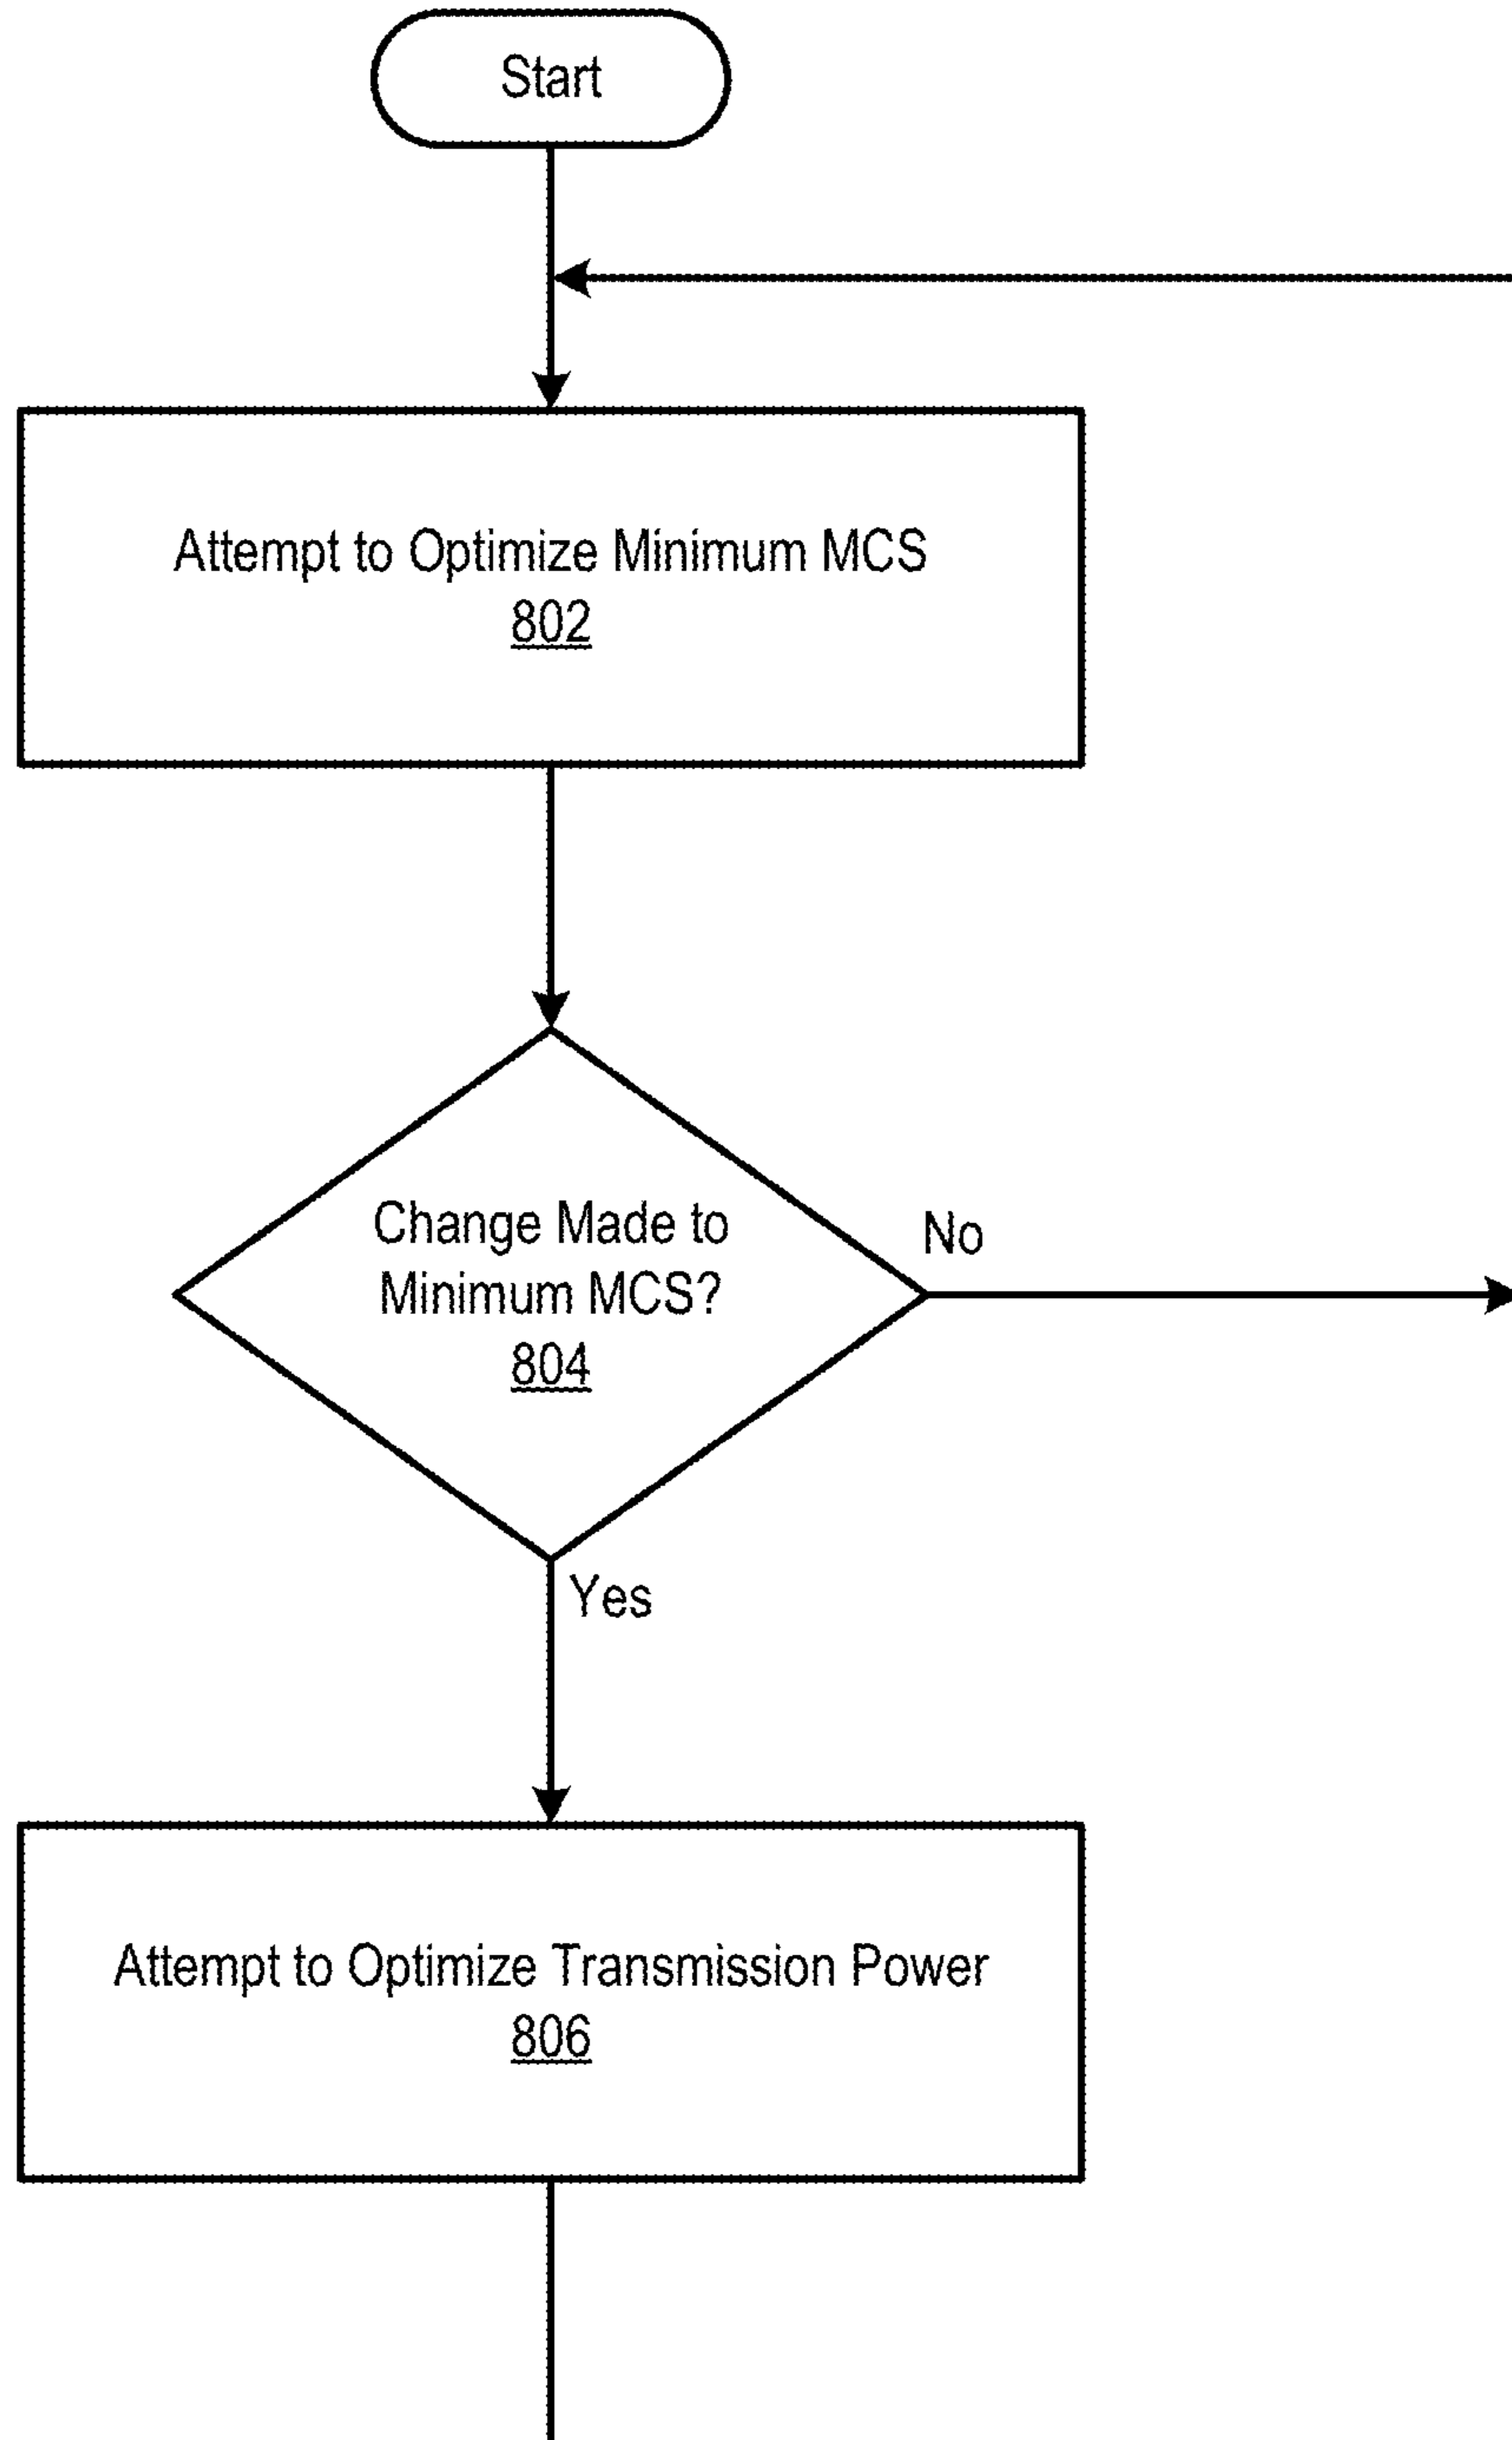 Start
Attempt to Optimize Minimum MCS
802
Change Made to
Minimum MCS?
804
No
Yes
Attempt to Optimize Transmission Power
806